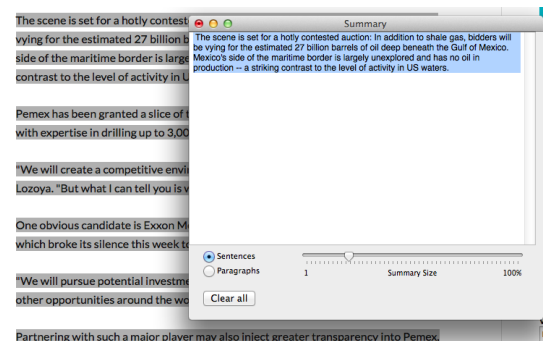 The scene is set for a hotly contest
vying for the estimated 27 billion b
side of the maritime border is large
contrast to the level of activity in U
Pemex has been granted a slice of t
with expertise in drilling up to 3,00
"We will create a competitive envi
Lozoya. "But what I can tell you is v
One obvious candidate is Exxon M
which broke its silence this week to
"We will pursue potential investme
other opportunities around the wo
Partnering with such a major player may also inject greater transparency into Pemex,
Summary
The scene is set for a hotly contested auction: In addition to shale gas, bidders will
be vying for the estimated 27 billion barrels of oil deep beneath the Gulf of Mexico.
Mexico's side of the maritime border is largely unexplored and has no oil in
production -- a striking contrast to the level of activity in US waters.
Sentences
Paragraphs
1 Summary Size 100%
Clear all